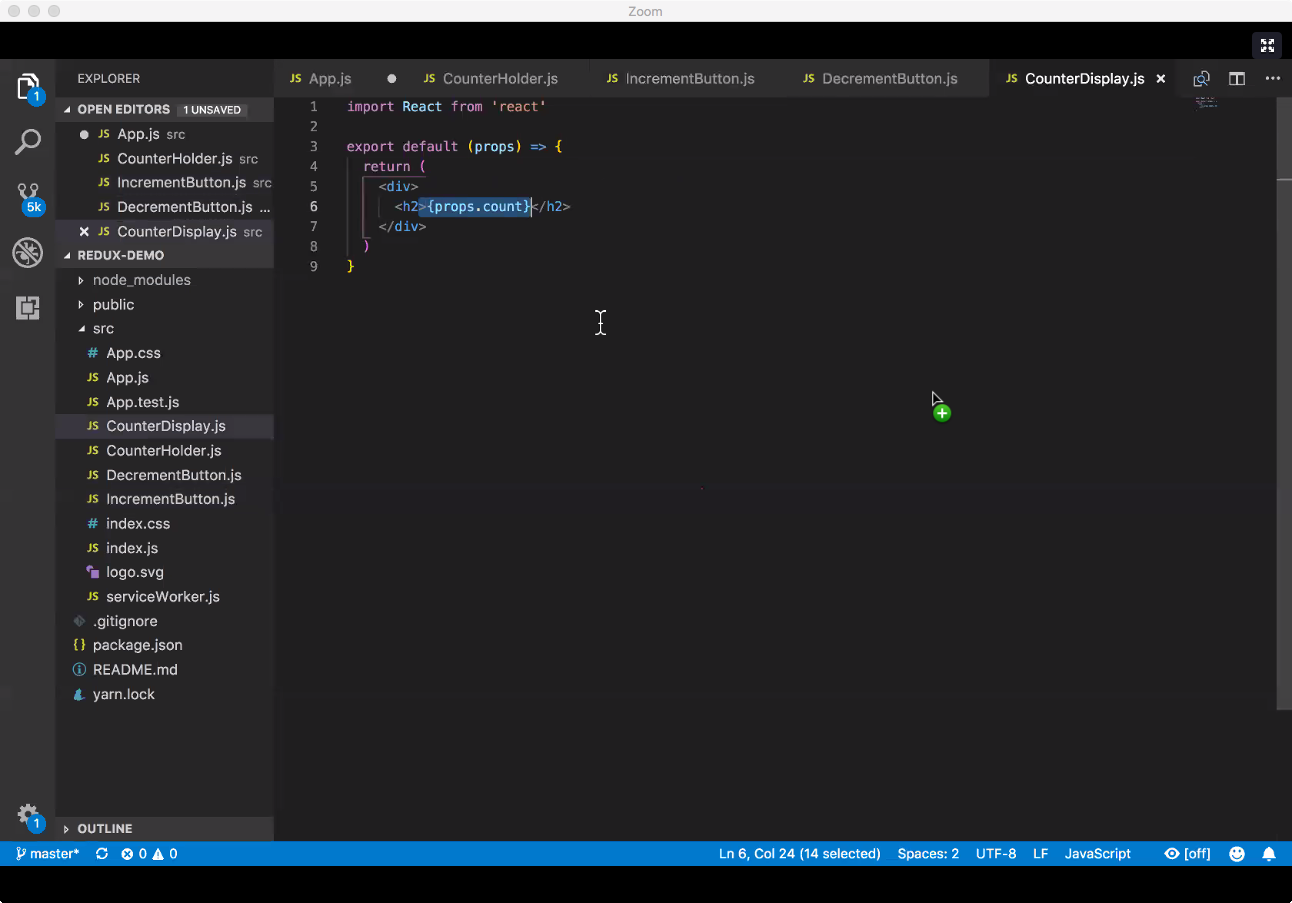 Zoom
EXPLORER
OPEN EDITORS 1 UNSAVED
JS App.js src
JS CounterHolder.js src
JS IncrementButton.js src
JS DecrementButton.js ...
JS CounterDisplay.js src
REDUX-DEMO
node_modules
public
src
# App.css
JS App.js
JS App.test.js
JS CounterDisplay.js
JS CounterHolder.js
JS DecrementButton.js
JS IncrementButton.js
# index.css
JS index.js
logo.svg
JS serviceWorker.js
.gitignore
{} package.json
README.md
yarn.lock
OUTLINE
1
5k
1
JS App.js JS CounterHolder.js JS IncrementButton.js JS DecrementButton.js JS CounterDisplay.js
1 import React from 'react'
2
3 export default (props) => {
4 return (
5 <div>
6 <h2>{props.count}</h2>
7 </div>
8 )
9 }
master* 0 0 Ln 6, Col 24 (14 selected) Spaces: 2 UTF-8 LF JavaScript [off]